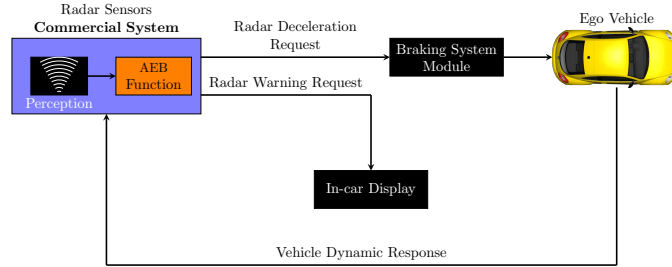 Radar Sensors
Commercial System
Perception
AEB
Function
Radar Deceleration
Request
Radar Warning Request
Braking System
Module
Ego Vehicle
In-car Display
Vehicle Dynamic Response